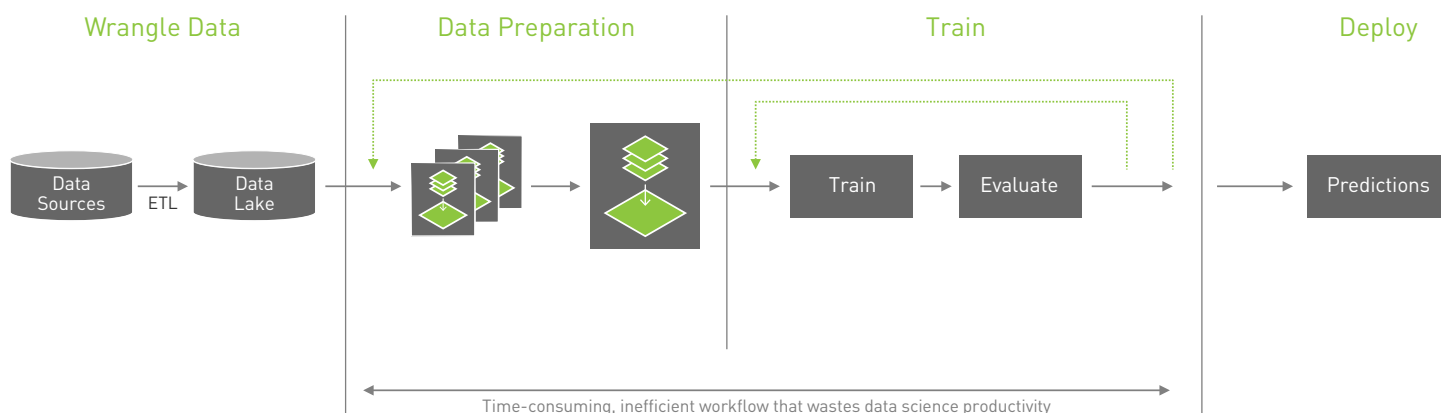 Wrangle Data
Data Preparation
Train
Deploy
Data
Sources
ETL
Data
Lake
Train
Evaluate
Predictions
Time-consuming, inefficient workflow that wastes data science productivity